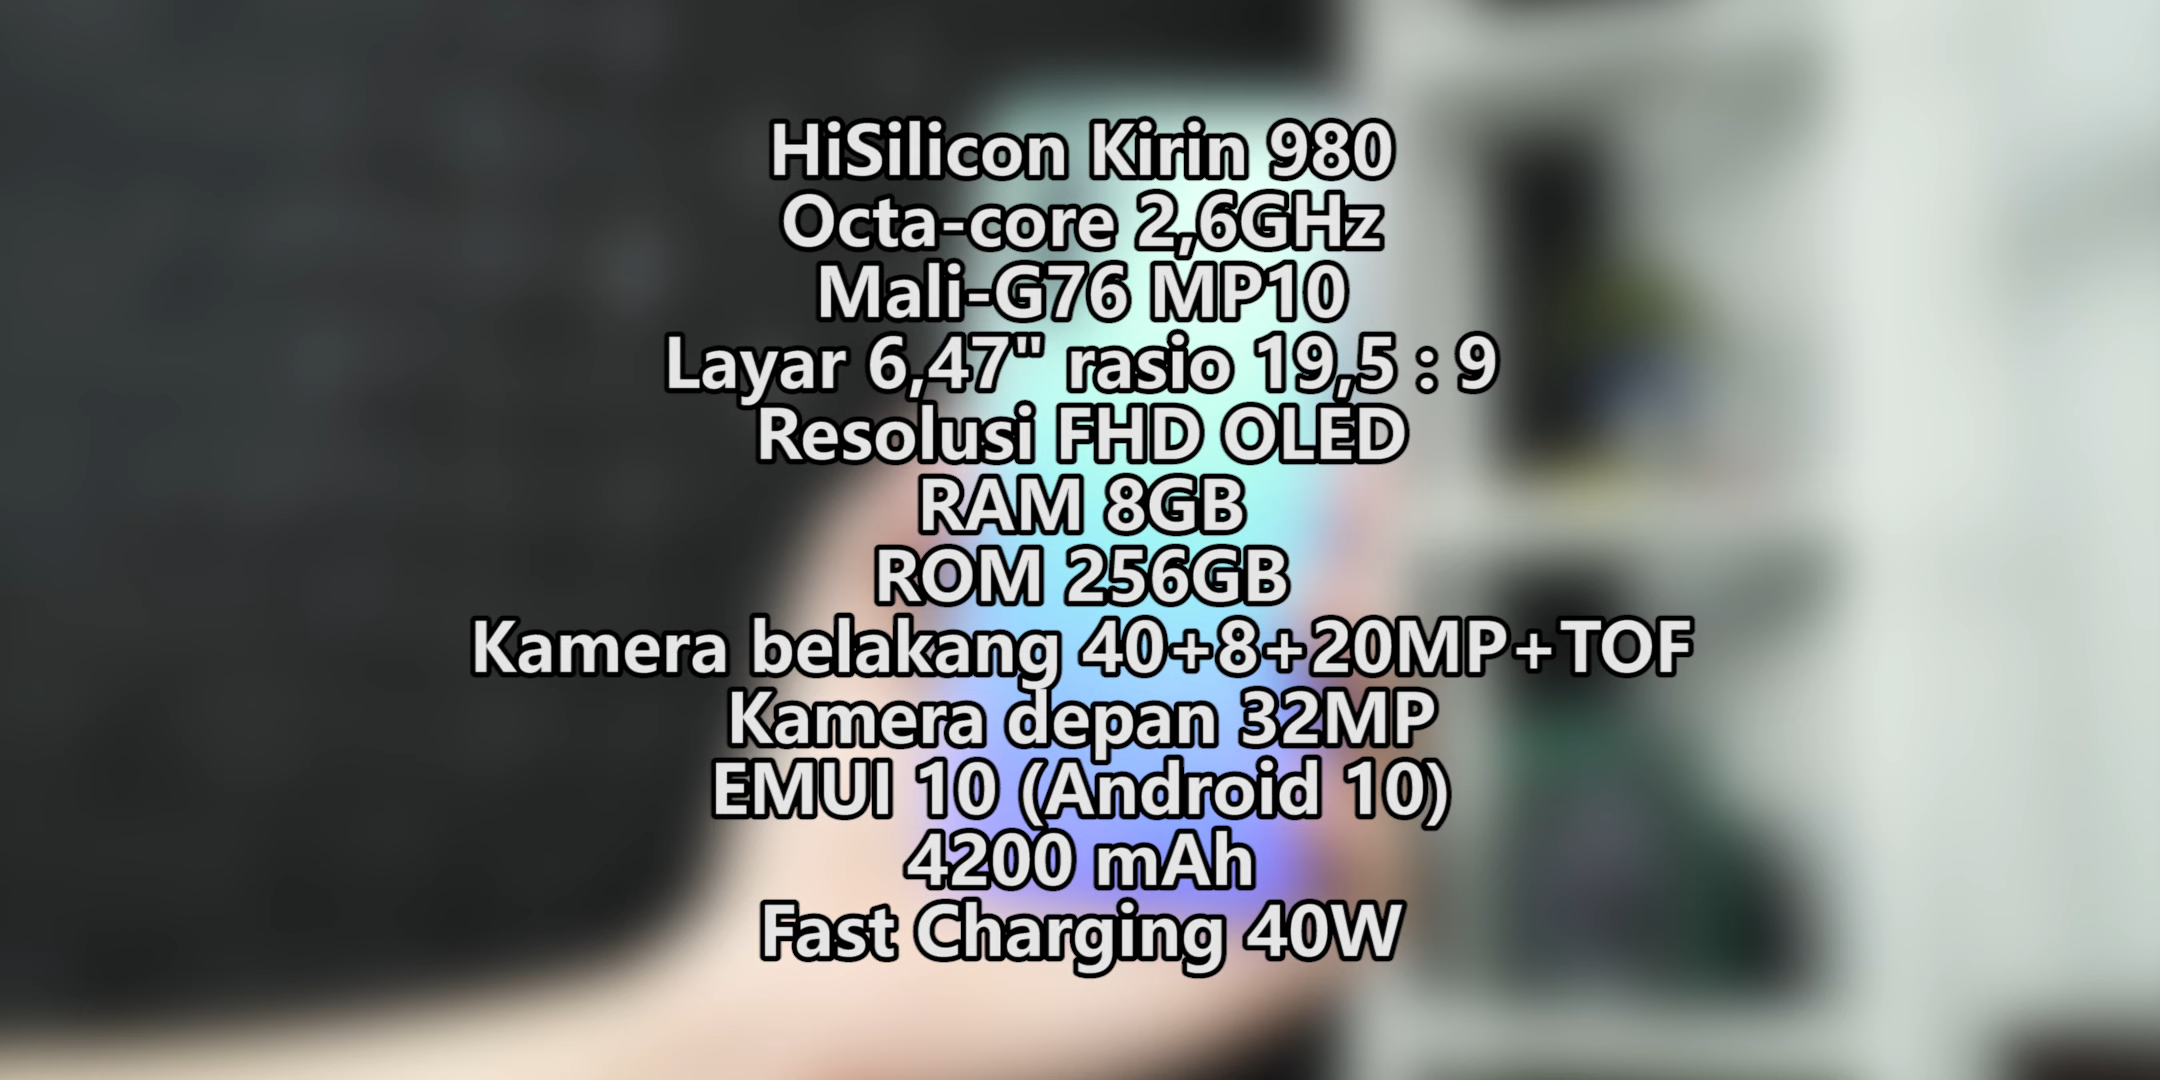 HiSilicon Kirin 980
Octa-core 2,6GHz
Mali-G76 MP10
Layar 6,47" rasio 19,5 : 9
Resolusi FHD OLED
RAM 8GB
ROM 256GB
Kamera belakang 40+8+20MP+TOF
Kamera depan 32MP
EMUI 10 (Android 10)
4200 mAh
Fast Charging 40W